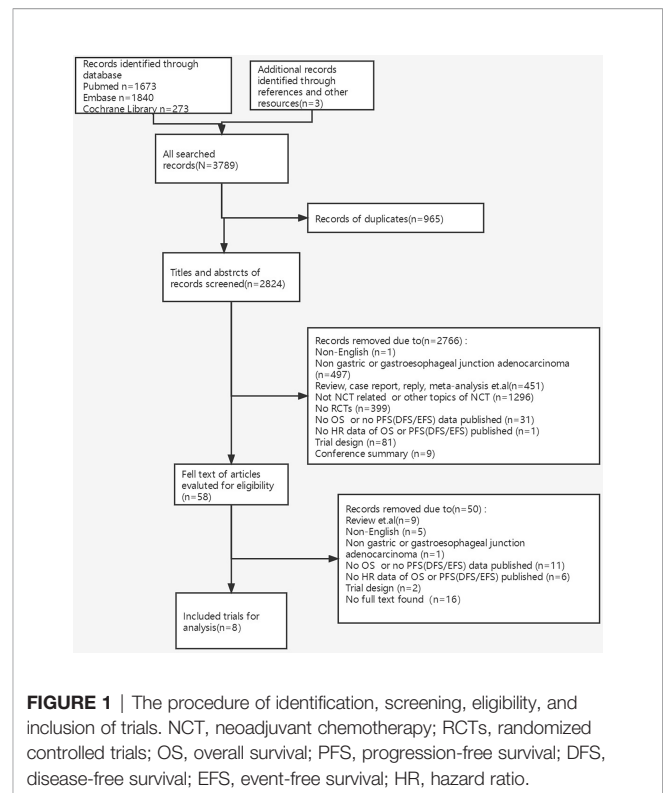 Records identified through
database
Pubmed n=1673
Embase n=1840
Cochrane Library n=273
Additional records
identified through
references and other
resources(n=3)
All searched
records(N=3789)
Records of duplicates(n=965)
Titles and abstrcts of
records screened(n=2824)
Records removed due to(n=2766) :
Non-English (n=1)
Non gastric or gastroesophageal junction adenocarcinoma
(n=497)
Review, case report, reply, meta-analysis et.al(n=451)
Not NCT related or other topics of NCT (n=1296)
No RCTs (n=399)
No OS or no PFS(DFS/EFS) data published (n=31)
No HR data of OS or PFS(DFS/EFS) published (n=1)
Trial design (n=81)
Conference summary (n=9)
Fell text of articles
evaluted for eligibility
(n=58)
Records removed due to(n=50) :
Review et.al(n=9)
Non-English (n=5)
Non gastric or gastroesophageal junction
adenocarcinoma (n=1)
No OS or no PFS(DFS/EFS) data published (n=11)
No HR data of OS or PFS(DFS/EFS) published (n=6)
Trial design (n=2)
No full text found (n=16)
Included trials for
analysis(n=8)
FIGURE 1 | The procedure of identification, screening, eligibility, and
inclusion of trials. NCT, neoadjuvant chemotherapy; RCTs, randomized
controlled trials; OS, overall survival; PFS, progression-free survival; DFS,
disease-free survival; EFS, event-free survival; HR, hazard ratio.